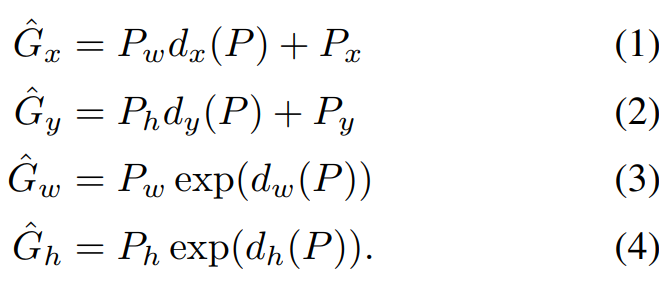 Ĝ_x = P_w d_x(P) + P_x (1)
Ĝ_y = P_h d_y(P) + P_y (2)
Ĝ_w = P_w exp(d_w(P)) (3)
Ĝ_h = P_h exp(d_h(P)). (4)